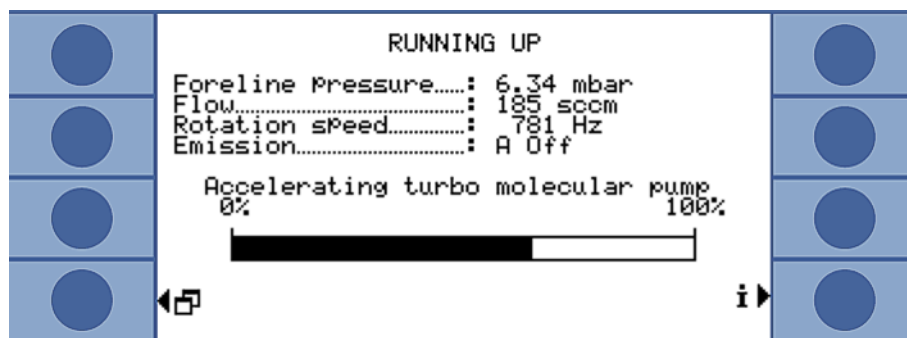 RUNNING UP
Foreline Pressure.....: 6.34 mbar
Flow.............................: 185 sccm
Rotation sPeed..........: 781 Hz
Emission.....................: A Off
Accelerating turbo molecular pump
0% 100%
i